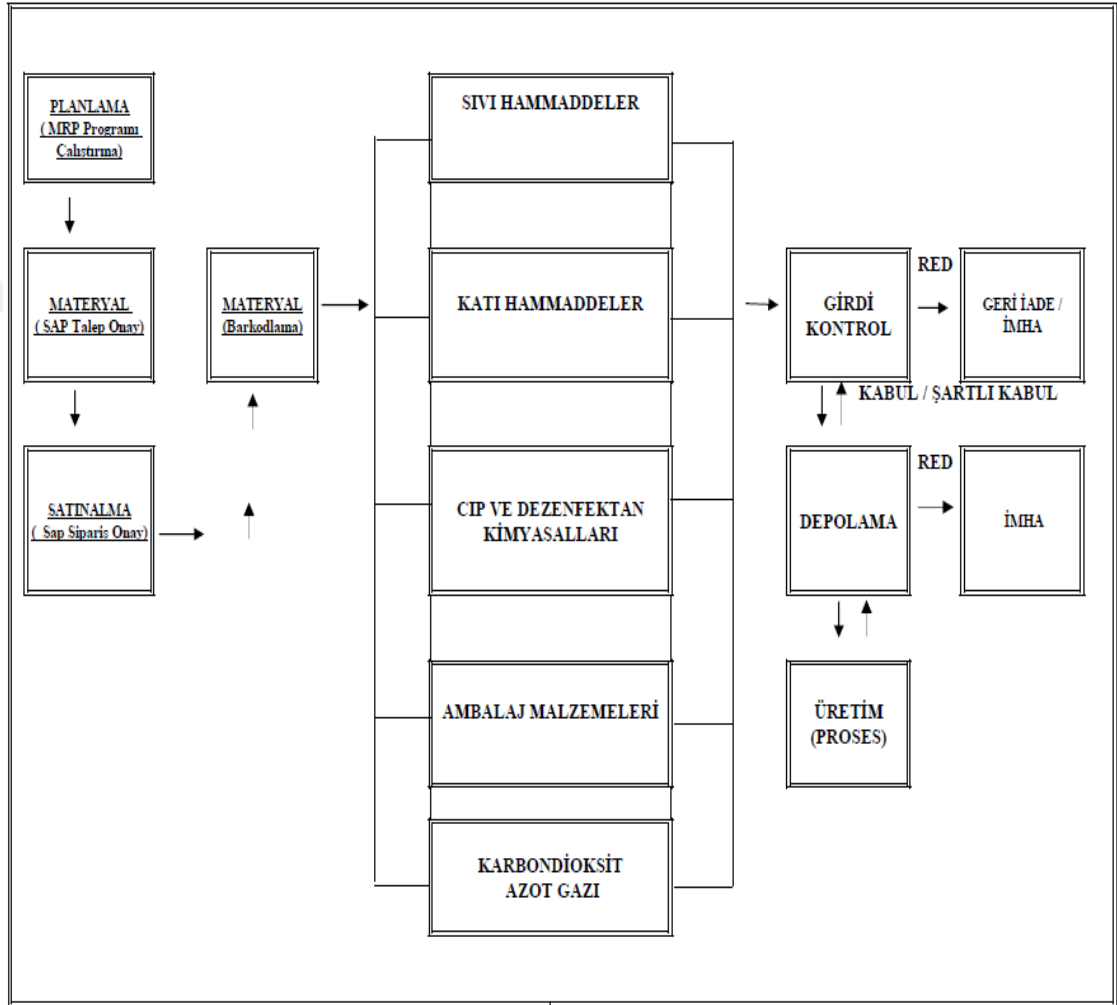 PLANLAMA
( MRP Programı
Çalıştırma)
MATERYAL
( SAP Talep Onay)
SATINALMA
( Sap Sipariş Onay)
MATERYAL
(Barkodlama)
SIVI HAMMADDELER
KATI HAMMADDELER
CIP VE DEZENFEKTAN
KİMYASALLARI
AMBALAJ MALZEMELERİ
KARBONDİOKSİT
AZOT GAZI
GİRDİ
KONTROL
RED
GERİ İADE /
İMHA
KABUL / ŞARTLI KABUL
DEPOLAMA
RED
İMHA
ÜRETİM
(PROSES)